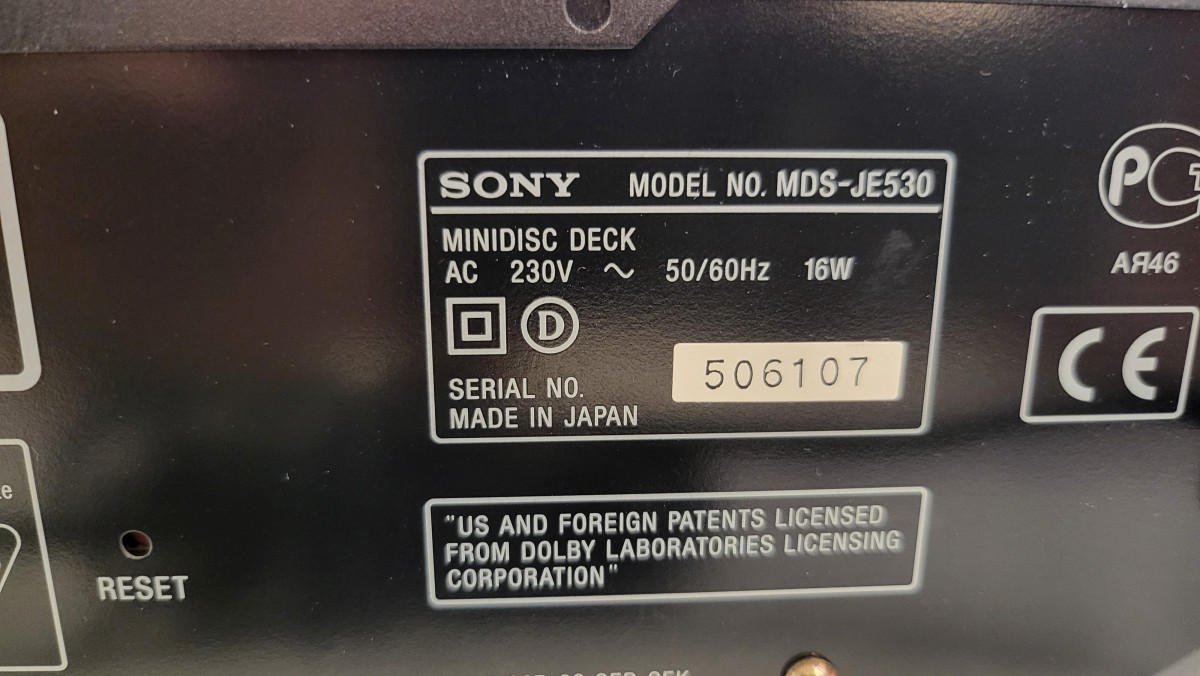 SONY MODEL NO. MDS-JE530
MINIDISC DECK
AC 230V ~ 50/60Hz 16W
D
SERIAL NO. 506107
MADE IN JAPAN
"US AND FOREIGN PATENTS LICENSED
FROM DOLBY LABORATORIES LICENSING
CORPORATION"
RESET
АЯ46
CE